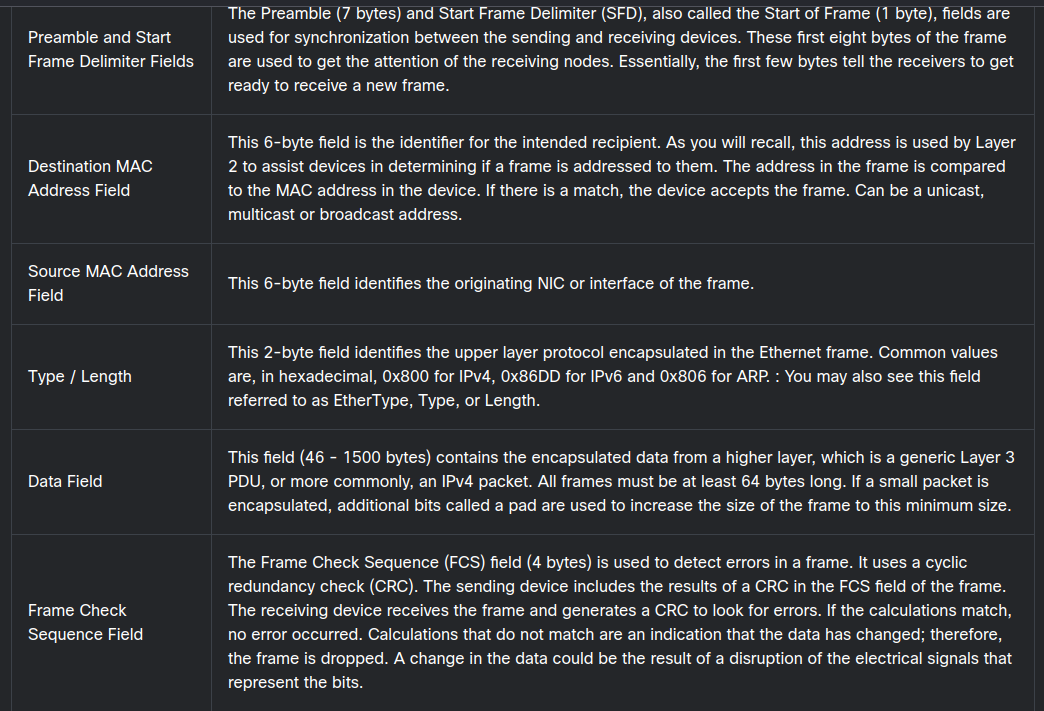 Preamble and Start
Frame Delimiter Fields
The Preamble (7 bytes) and Start Frame Delimiter (SFD), also called the Start of Frame (1 byte), fields are
used for synchronization between the sending and receiving devices. These first eight bytes of the frame
are used to get the attention of the receiving nodes. Essentially, the first few bytes tell the receivers to get
ready to receive a new frame.
Destination MAC
Address Field
This 6-byte field is the identifier for the intended recipient. As you will recall, this address is used by Layer
2 to assist devices in determining if a frame is addressed to them. The address in the frame is compared
to the MAC address in the device. If there is a match, the device accepts the frame. Can be a unicast,
multicast or broadcast address.
Source MAC Address
Field
This 6-byte field identifies the originating NIC or interface of the frame.
Type / Length
This 2-byte field identifies the upper layer protocol encapsulated in the Ethernet frame. Common values
are, in hexadecimal, 0x800 for IPv4, 0x86DD for IPv6 and 0x806 for ARP. : You may also see this field
referred to as EtherType, Type, or Length.
Data Field
This field (46 - 1500 bytes) contains the encapsulated data from a higher layer, which is a generic Layer 3
PDU, or more commonly, an IPv4 packet. All frames must be at least 64 bytes long. If a small packet is
encapsulated, additional bits called a pad are used to increase the size of the frame to this minimum size.
Frame Check
Sequence Field
The Frame Check Sequence (FCS) field (4 bytes) is used to detect errors in a frame. It uses a cyclic
redundancy check (CRC). The sending device includes the results of a CRC in the FCS field of the frame.
The receiving device receives the frame and generates a CRC to look for errors. If the calculations match,
no error occurred. Calculations that do not match are an indication that the data has changed; therefore,
the frame is dropped. A change in the data could be the result of a disruption of the electrical signals that
represent the bits.